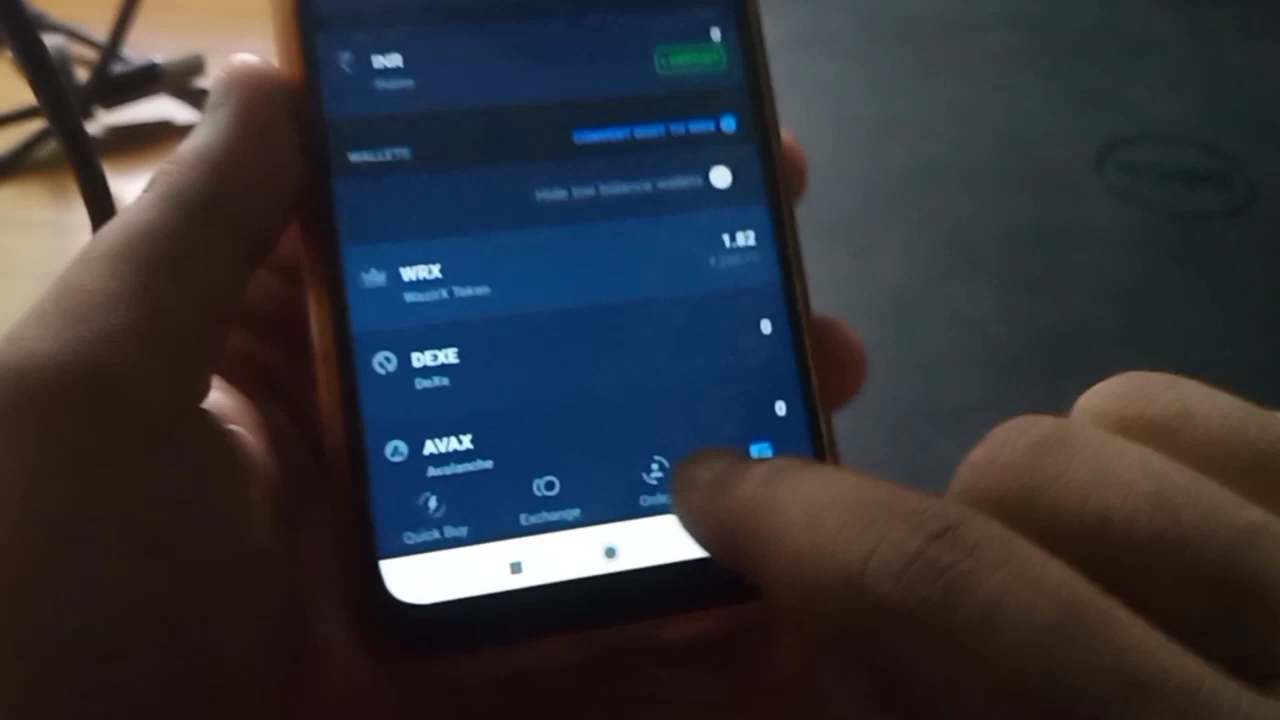 0
INR
WALLETS
CONVERT DUST TO WRX
Hide low balance wallets
WRX
1.82
WazirX Token
DEXE
0
DeXe
AVAX
0
Avalanche
Quick Buy
Exchange